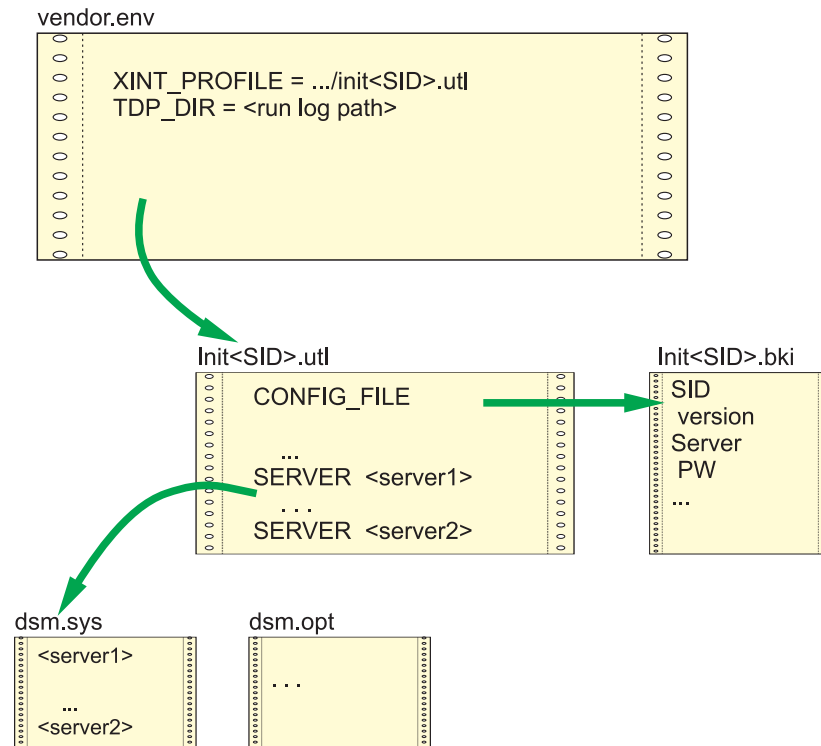 vendor.env
XINT_PROFILE = .../init<SID>.utl
TDP_DIR = <run log path>
Init<SID>.utl
CONFIG_FILE
...
SERVER <server1>
. . .
SERVER <server2>
Init<SID>.bki
SID
version
Server
PW
...
dsm.sys
<server1>
...
<server2>
dsm.opt
. . .